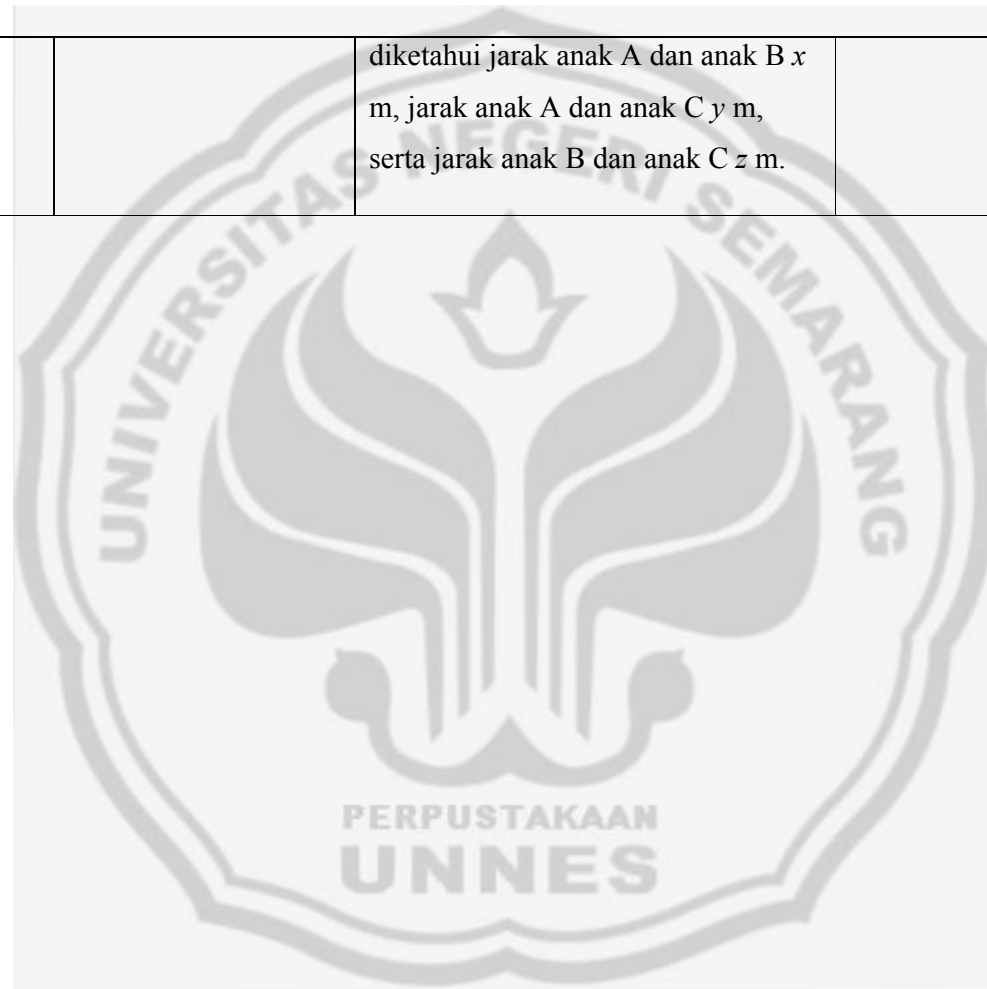 diketahui jarak anak A dan anak B x
m, jarak anak A dan anak C y m,
serta jarak anak B dan anak C z m.
UNIVERSITAS NEGERI SEMARANG
PERPUSTAKAAN
UNNES